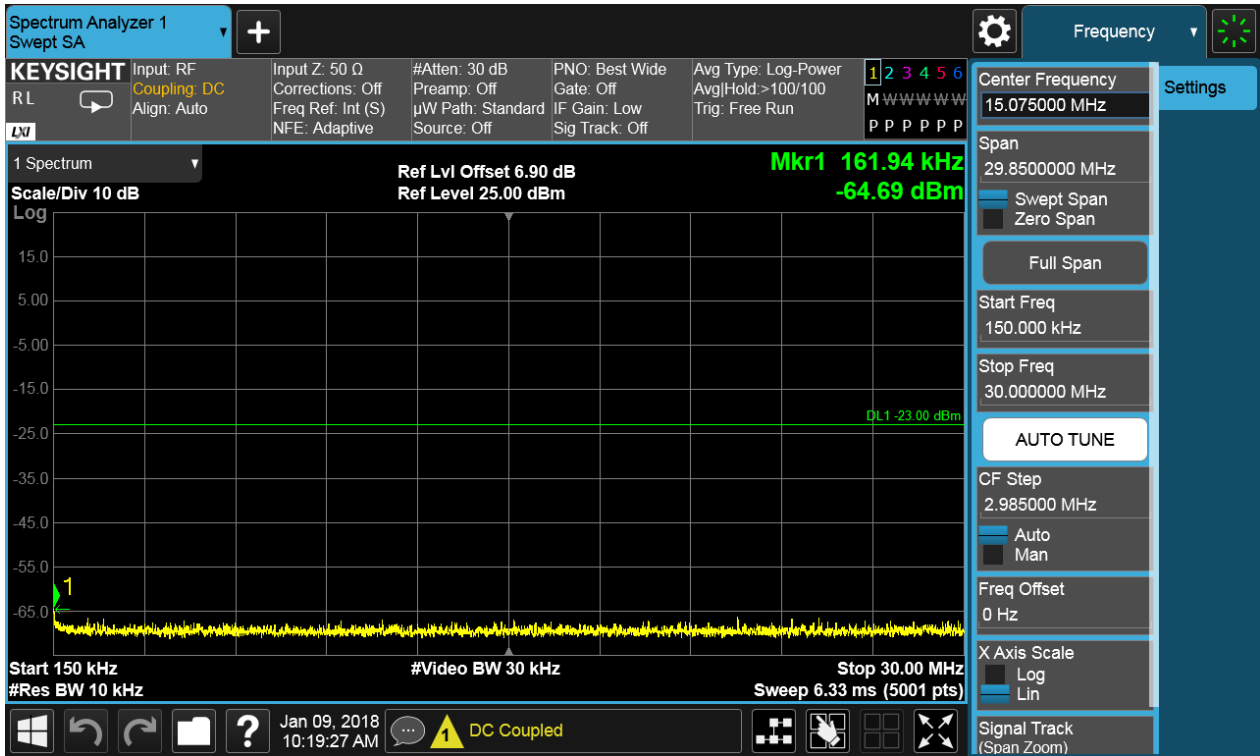 Spectrum Analyzer 1
Swept SA
+
Frequency
KEYSIGHT
R L
LXI
Input: RF
Coupling: DC
Align: Auto
Input Z: 50 Ω
Corrections: Off
Freq Ref: Int (S)
NFE: Adaptive
#Atten: 30 dB
Preamp: Off
µW Path: Standard
Source: Off
PNO: Best Wide
Gate: Off
IF Gain: Low
Sig Track: Off
Avg Type: Log-Power
Avg|Hold:>100/100
Trig: Free Run
1 2 3 4 5 6
M W W W W W
P P P P P P
1 Spectrum
Scale/Div 10 dB
Log
Ref Lvl Offset 6.90 dB
Ref Level 25.00 dBm
Mkr1 161.94 kHz
-64.69 dBm
15.0
5.00
-5.00
-15.0
DL1 -23.00 dBm
-25.0
-35.0
-45.0
-55.0
1
-65.0
Start 150 kHz
#Res BW 10 kHz
#Video BW 30 kHz
Stop 30.00 MHz
Sweep 6.33 ms (5001 pts)
Center Frequency
15.075000 MHz
Settings
Span
29.8500000 MHz
Swept Span
Zero Span
Full Span
Start Freq
150.000 kHz
Stop Freq
30.000000 MHz
AUTO TUNE
CF Step
2.985000 MHz
Auto
Man
Freq Offset
0 Hz
X Axis Scale
Log
Lin
Signal Track
(Span Zoom)
?
Jan 09, 2018
10:19:27 AM
1
DC Coupled